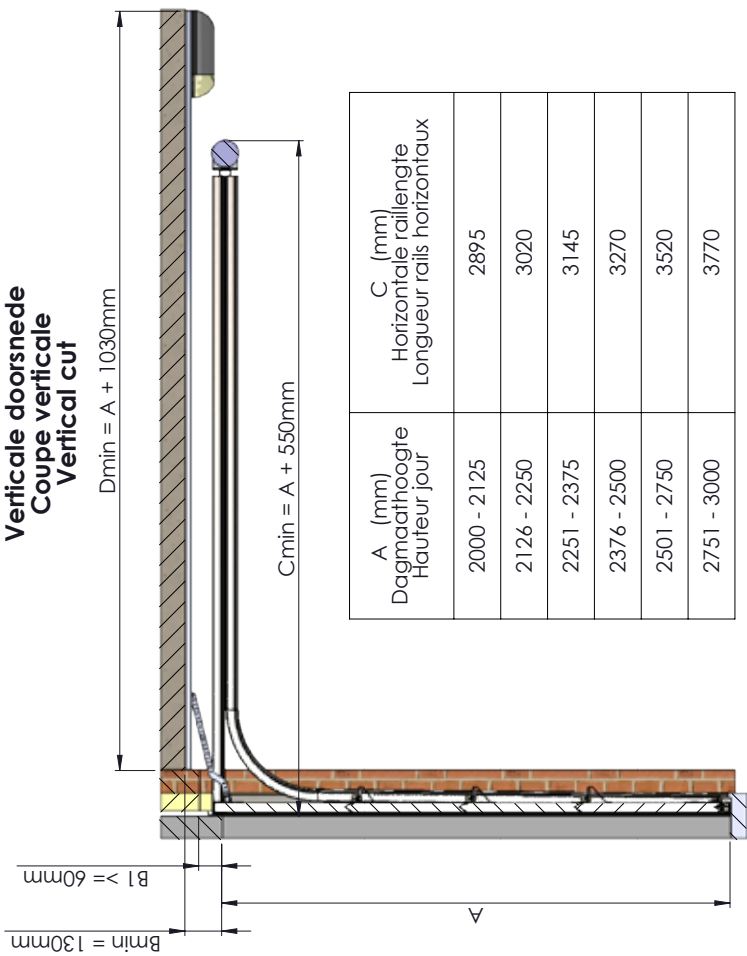 Verticale doorsnede
Coupe verticale
Vertical cut
Dmin = A + 1030mm
Cmin = A + 550mm
B1 >= 60mm
Bmin = 130mm
A
A (mm)
Dagmaathoogte
Hauteur jour
C (mm)
Horizontale raillengte
Longueur rails horizontaux
2000 - 2125 2895
2126 - 2250 3020
2251 - 2375 3145
2376 - 2500 3270
2501 - 2750 3520
2751 - 3000 3770